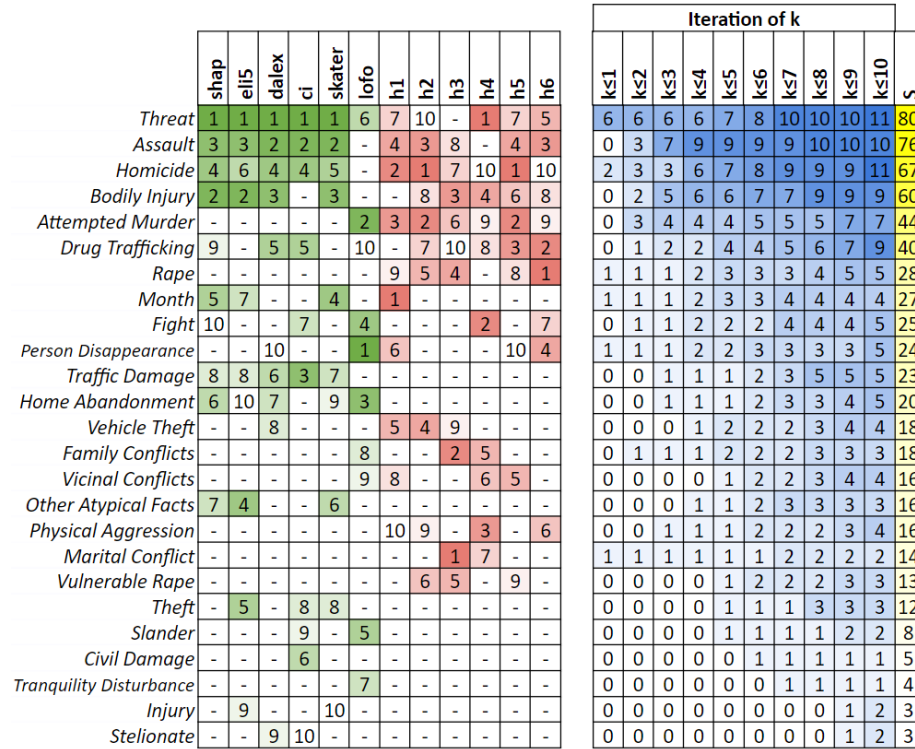 Iteration of k
shap eli5 dalex ci skater lofo h1 h2 h3 h4 h5 h6 k≤1 k≤2 k≤3 k≤4 k≤5 k≤6 k≤7 k≤8 k≤9 k≤10 S
Threat 1 1 1 1 1 6 7 10 - 1 7 5 6 6 6 6 7 8 10 10 10 11 80
Assault 3 3 2 2 2 - 4 3 8 - 4 3 0 3 7 9 9 9 9 10 10 10 76
Homicide 4 6 4 4 5 - 2 1 7 10 1 10 2 3 3 6 7 8 9 9 9 11 67
Bodily Injury 2 2 3 - 3 - - 8 3 4 6 8 0 2 5 6 6 7 7 9 9 9 60
Attempted Murder - - - - - 2 3 2 6 9 2 9 0 3 4 4 4 5 5 5 7 7 44
Drug Trafficking 9 - 5 5 - 10 - 7 10 8 3 2 0 1 2 2 4 4 5 6 7 9 40
Rape - - - - - - 9 5 4 - 8 1 1 1 1 2 3 3 3 4 5 5 28
Month 5 7 - - 4 - 1 - - - - - 1 1 1 2 3 3 4 4 4 4 27
Fight 10 - - 7 - 4 - - - 2 - 7 0 1 1 2 2 2 4 4 4 5 25
Person Disappearance - - 10 - - 1 6 - - - 10 4 1 1 1 2 2 3 3 3 3 5 24
Traffic Damage 8 8 6 3 7 - - - - - - - 0 0 1 1 1 2 3 5 5 5 23
Home Abandonment 6 10 7 - 9 3 - - - - - - 0 0 1 1 1 2 3 3 4 5 20
Vehicle Theft - - 8 - - - 5 4 9 - - - 0 0 0 1 2 2 2 3 4 4 18
Family Conflicts - - - - - 8 - - 2 5 - - 0 1 1 1 2 2 2 3 3 3 18
Vicinal Conflicts - - - - - 9 8 - - 6 5 - 0 0 0 0 1 2 2 3 4 4 16
Other Atypical Facts 7 4 - - 6 - - - - - - - 0 0 0 1 1 2 3 3 3 3 16
Physical Aggression - - - - - - 10 9 - 3 - 6 0 0 1 1 1 2 2 2 3 4 16
Marital Conflict - - - - - - - - 1 7 - - 1 1 1 1 1 1 2 2 2 2 14
Vulnerable Rape - - - - - - - 6 5 - 9 - 0 0 0 0 1 2 2 2 3 3 13
Theft - 5 - 8 8 - - - - - - - 0 0 0 0 1 1 1 3 3 3 12
Slander - - - 9 - 5 - - - - - - 0 0 0 0 1 1 1 1 2 2 8
Civil Damage - - - 6 - - - - - - - - 0 0 0 0 0 1 1 1 1 1 5
Tranquility Disturbance - - - - - 7 - - - - - - 0 0 0 0 0 0 1 1 1 1 4
Injury - 9 - - 10 - - - - - - - 0 0 0 0 0 0 0 0 1 2 3
Stelionate - - 9 10 - - - - - - - - 0 0 0 0 0 0 0 0 1 2 3